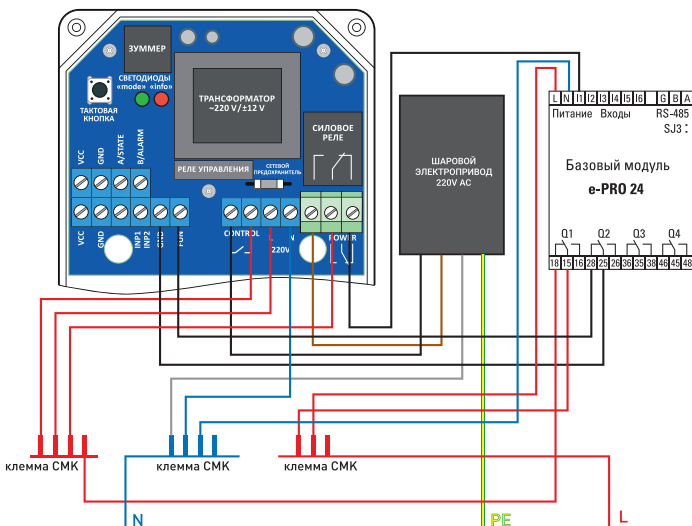 ЗУММЕР
СВЕТОДИОДЫ
«mode» «info»
ТАКТОВАЯ
КНОПКА
ТРАНСФОРМАТОР
~220 V/±12 V
СИЛОВОЕ
РЕЛЕ
РЕЛЕ УПРАВЛЕНИЯ
СЕТЕВОЙ
ПРЕДОХРАНИТЕЛЬ
VCC
GND
A/STATE
B/ALARM
VCC
GND
INP1
INP2
GND
FUN
CONTROL
L
N
220V
POWER
ШАРОВОЙ
ЭЛЕКТРОПРИВОД
220V AC
L N I1 I2 I3 I4 I5 I6 G B A
Питание Входы RS-485
SJ3:
Базовый модуль
e-PRO 24
Q1 Q2 Q3 Q4
18 15 16 28 25 26 36 35 38 46 45 48
клемма СМК
клемма СМК
клемма СМК
N
PE
L